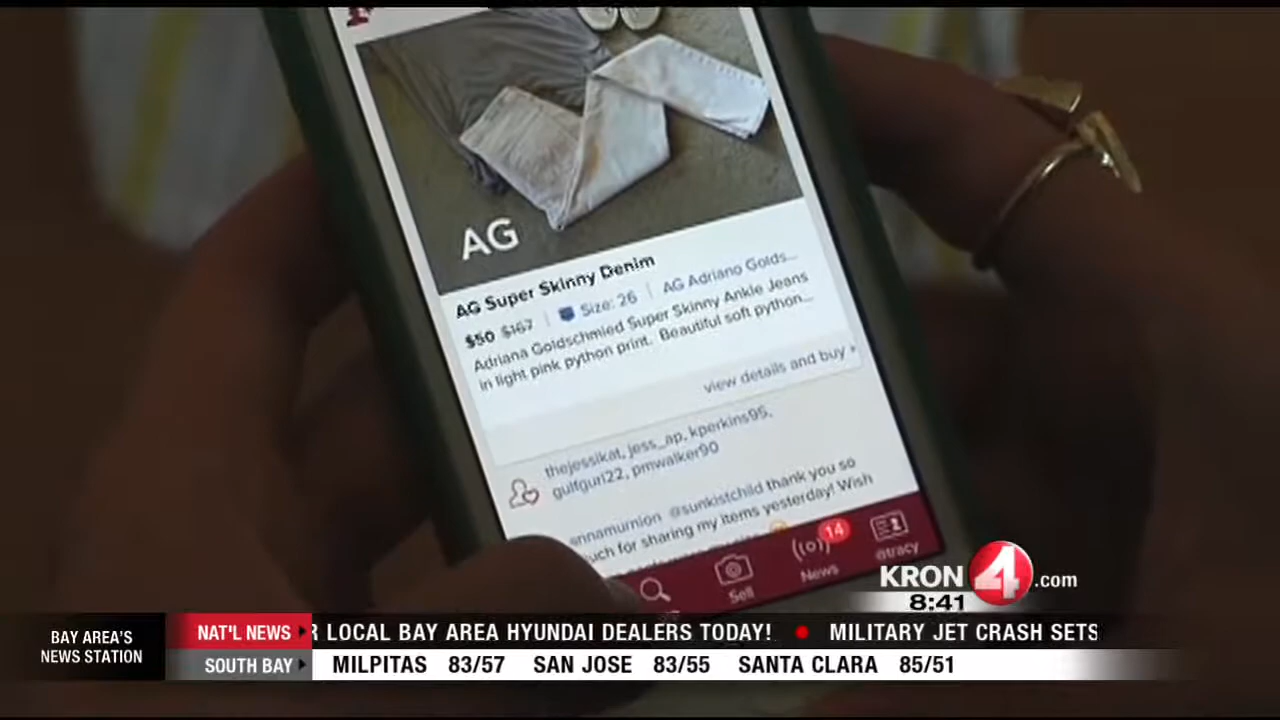 AG
AG Super Skinny Denim
$50 $167 | Size: 26 | AG Adriano Golds...
Adriana Goldschmied Super Skinny Ankle Jeans
in light pink python print. Beautiful soft python...
view details and buy
thejessikat, jess_ap, kperkins95,
gulfgurl22, pmwalker90
annamurnion @sunkistchild thank you so
uch for sharing my items yesterday! Wish
Sell
14
News
@tracy
KRON 4 .com
8:41
BAY AREA'S
NEWS STATION
NAT'L NEWS
R LOCAL BAY AREA HYUNDAI DEALERS TODAY! • MILITARY JET CRASH SETS
SOUTH BAY
MILPITAS 83/57 SAN JOSE 83/55 SANTA CLARA 85/51